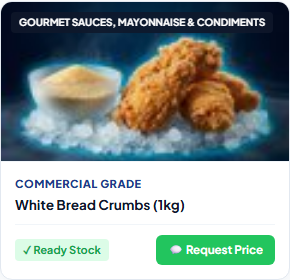 GOURMET SAUCES, MAYONNAISE & CONDIMENTS
COMMERCIAL GRADE
White Bread Crumbs (1kg)
✓ Ready Stock
Request Price